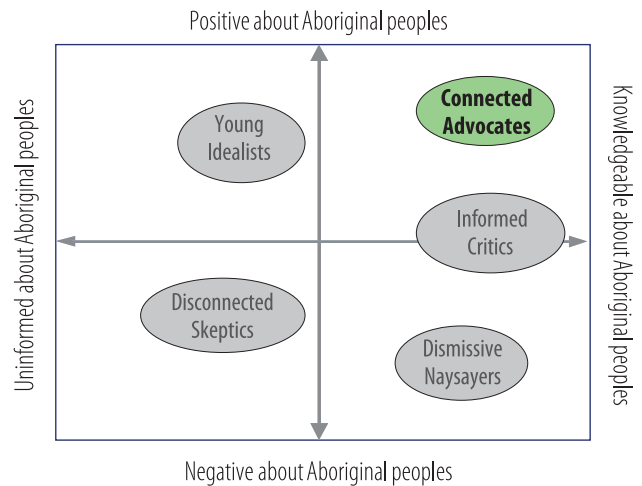 Positive about Aboriginal peoples
Connected
Advocates
Young
Idealists
Informed
Critics
Disconnected
Skeptics
Dismissive
Naysayers
Uninformed about Aboriginal peoples
Knowledgeable about Aboriginal peoples
Negative about Aboriginal peoples